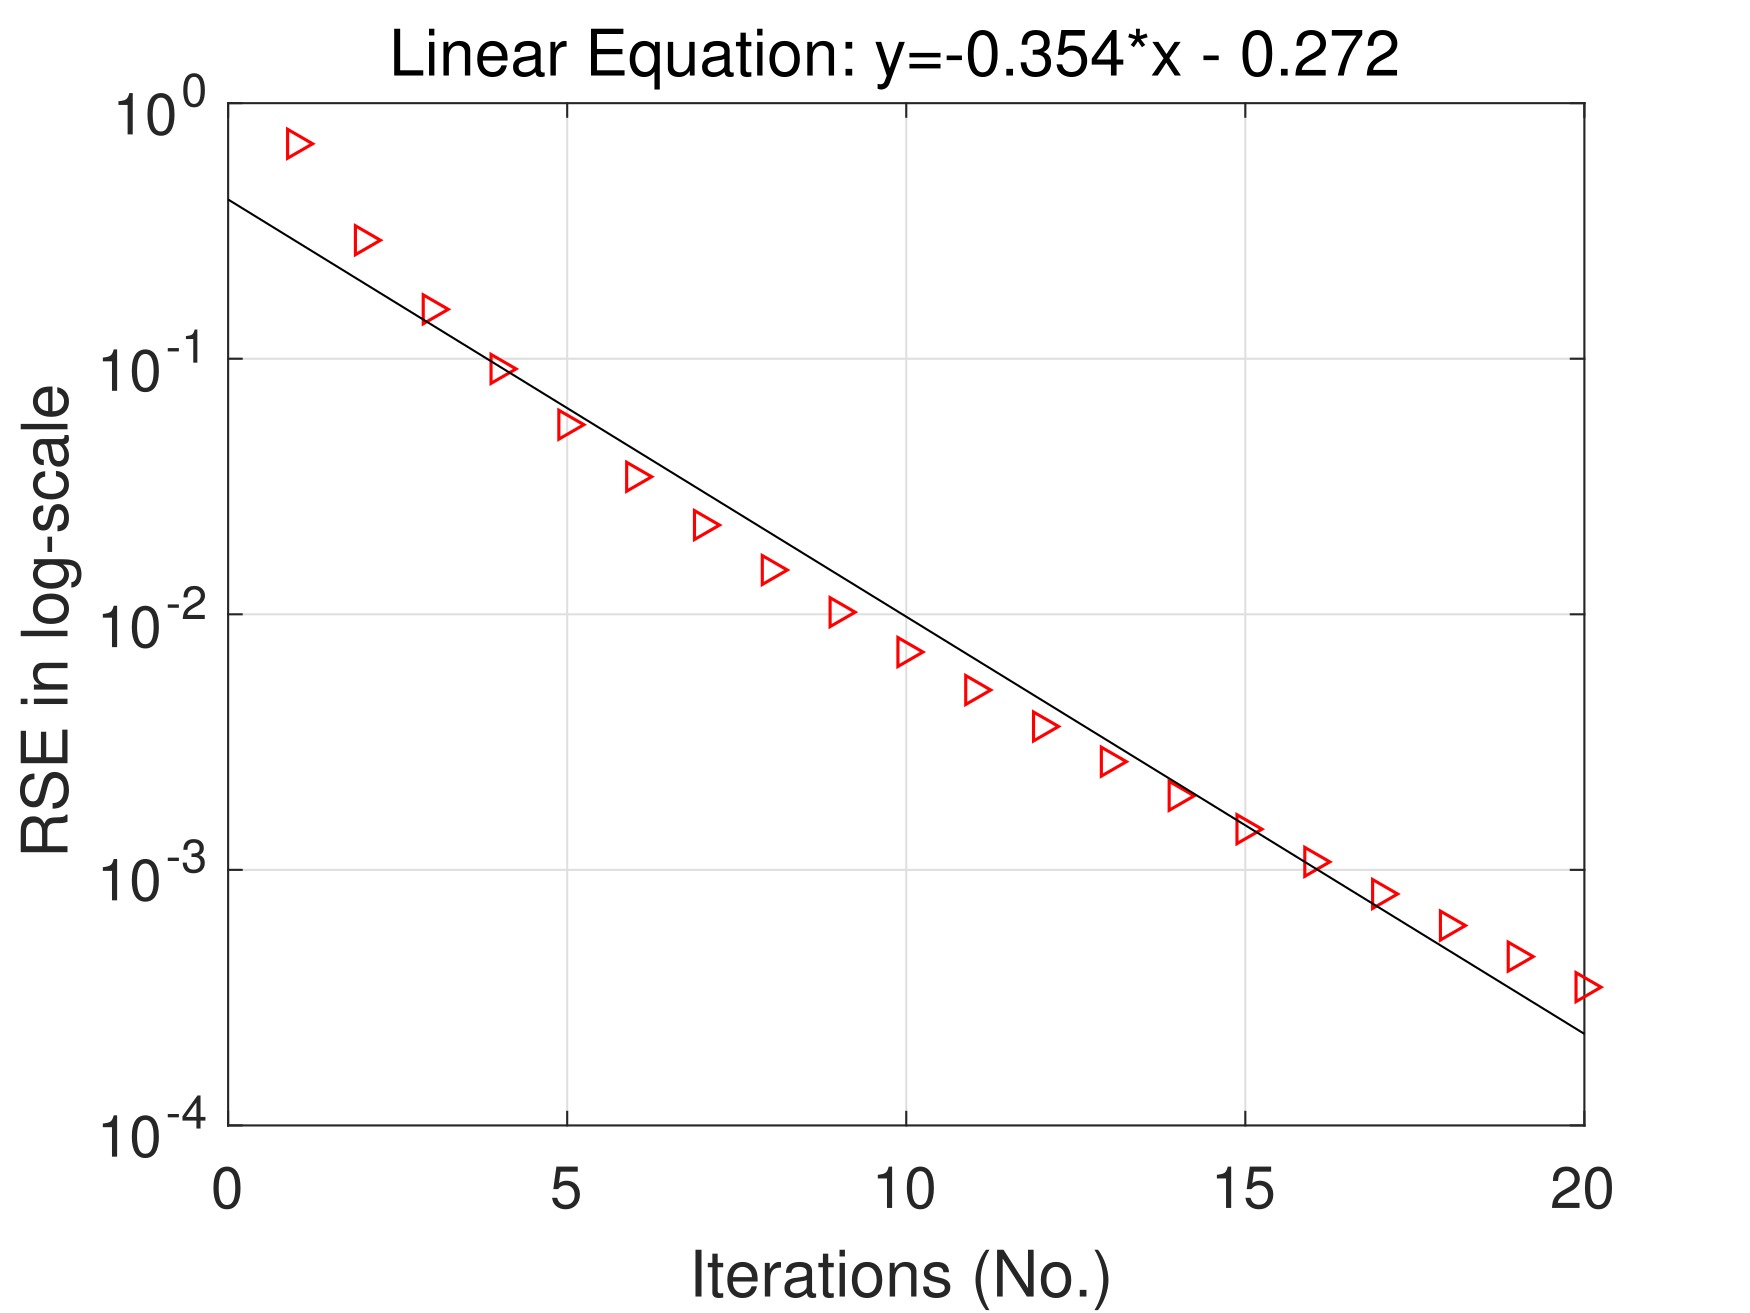 Linear Equation: y=-0.354*x - 0.272
10^0
10^-1
10^-2
10^-3
10^-4
RSE in log-scale
0 5 10 15 20
Iterations (No.)